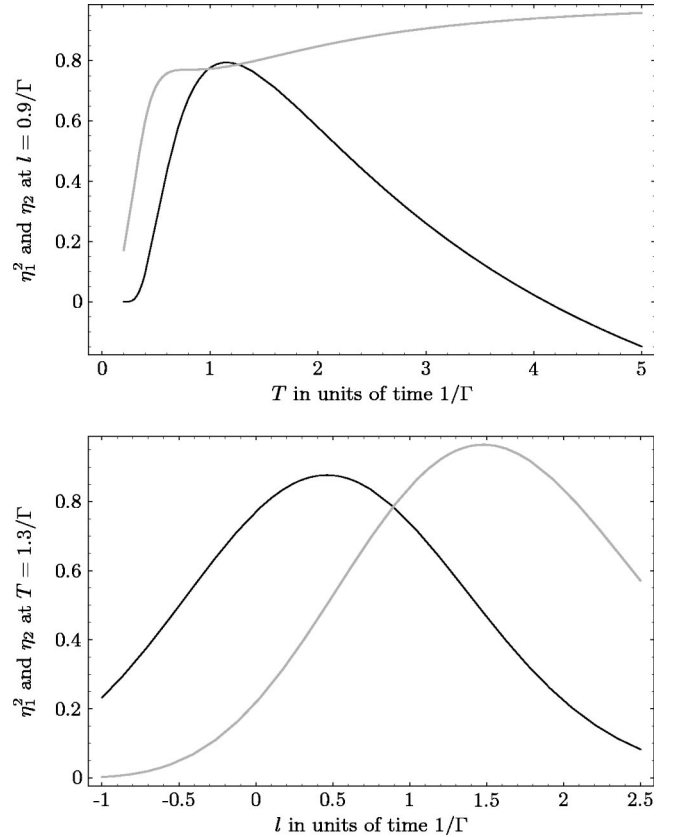 η₁² and η₂ at l = 0.9/Γ
0.8
0.6
0.4
0.2
0
0 1 2 3 4 5
T in units of time 1/Γ
η₁² and η₂ at T = 1.3/Γ
0.8
0.6
0.4
0.2
0
-1 -0.5 0 0.5 1 1.5 2 2.5
l in units of time 1/Γ